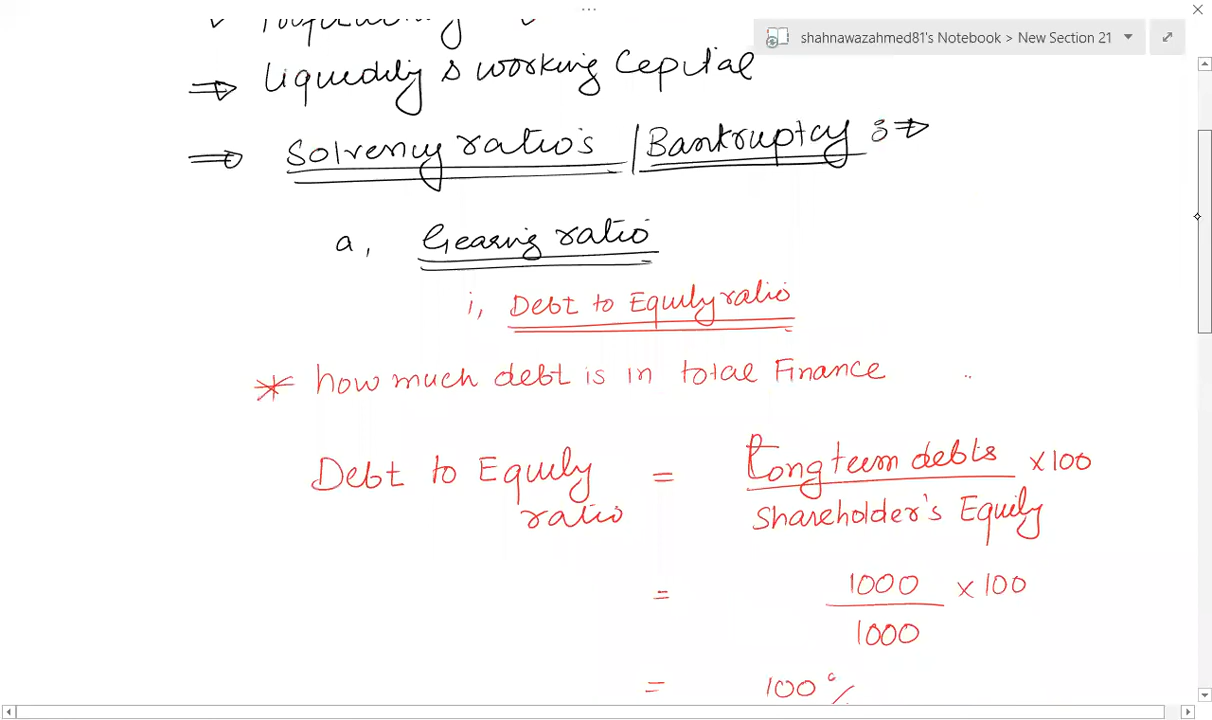 shahnawazahmed81's Notebook > New Section 21
⇒ Liquidity & working Capital
⇒ Solvency ratio's | Bankruptcy :⇒
a, Gearing ratio
i, Debt to Equity ratio
* how much debt is in total Finance
Debt to Equity ratio = Long term debts / Shareholder's Equity × 100
= 1000 / 1000 × 100
= 100%